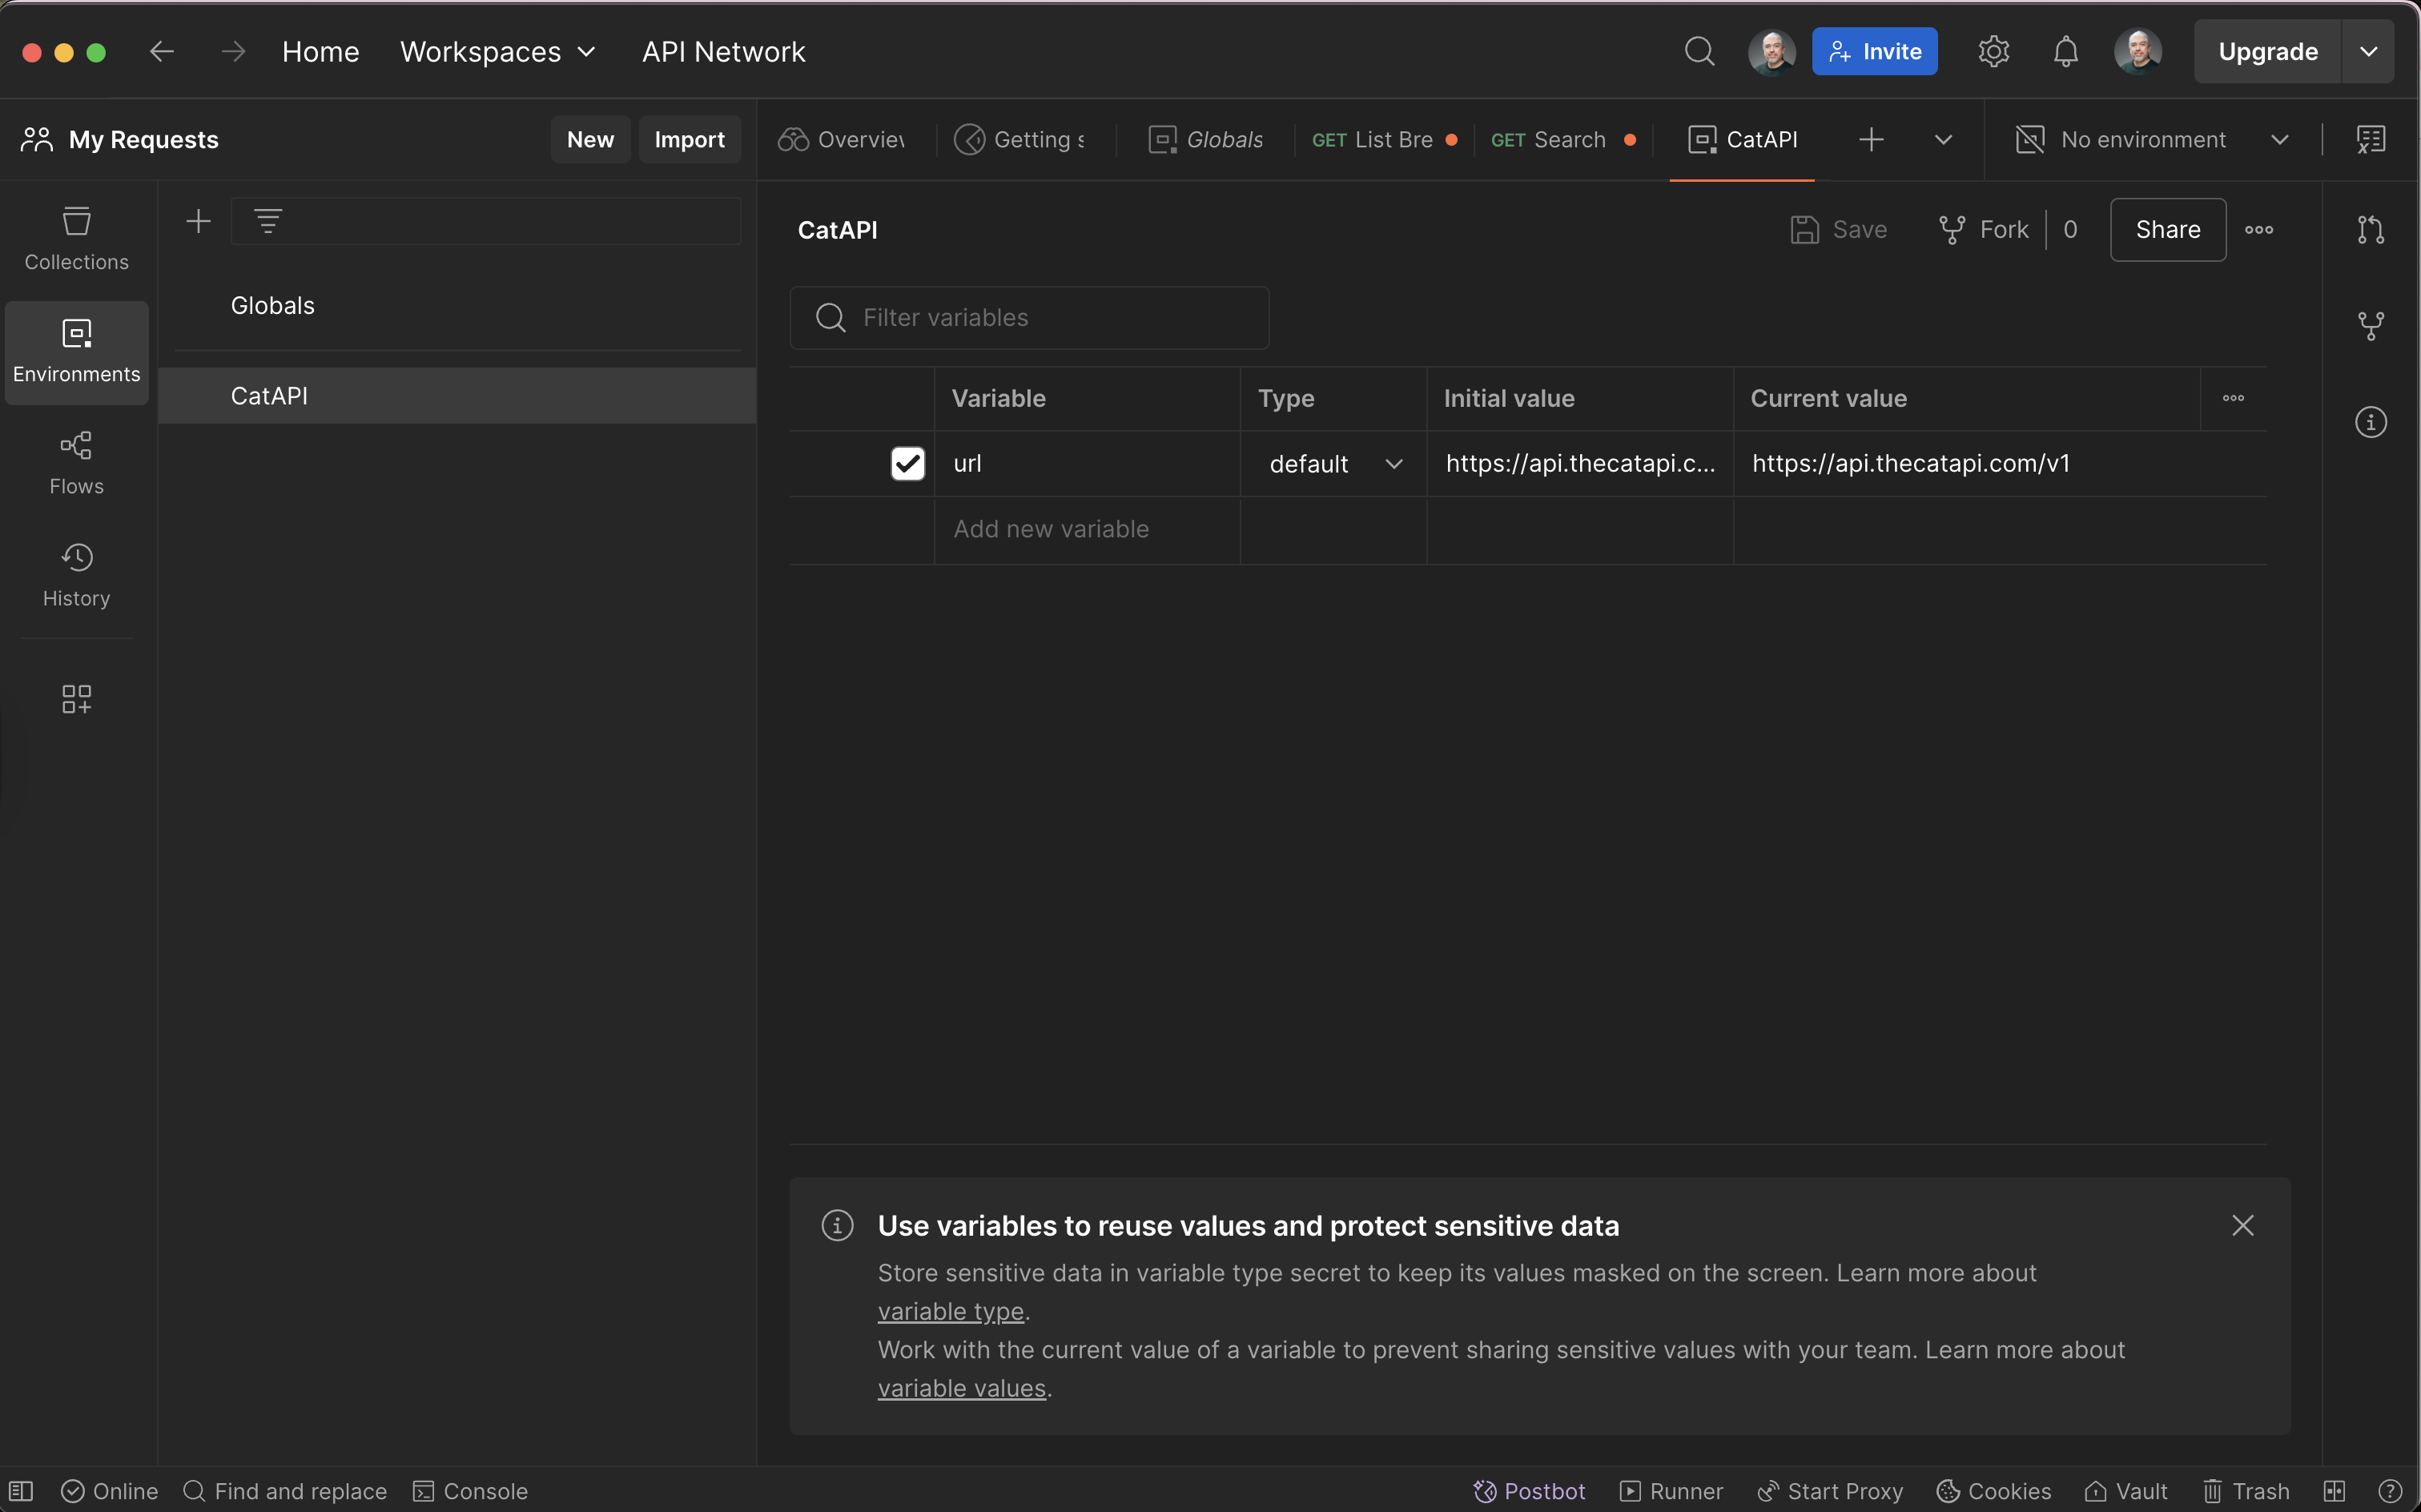 Home Workspaces API Network Invite Upgrade
My Requests New Import Overview Getting s Globals GET List Bre GET Search CatAPI No environment
Collections
Environments
Flows
History
Globals
CatAPI
CatAPI Save Fork 0 Share
Filter variables
Variable Type Initial value Current value
url default https://api.thecatapi.c... https://api.thecatapi.com/v1
Add new variable
Use variables to reuse values and protect sensitive data
Store sensitive data in variable type secret to keep its values masked on the screen. Learn more about
variable type.
Work with the current value of a variable to prevent sharing sensitive values with your team. Learn more about
variable values.
Online Find and replace Console Postbot Runner Start Proxy Cookies Vault Trash